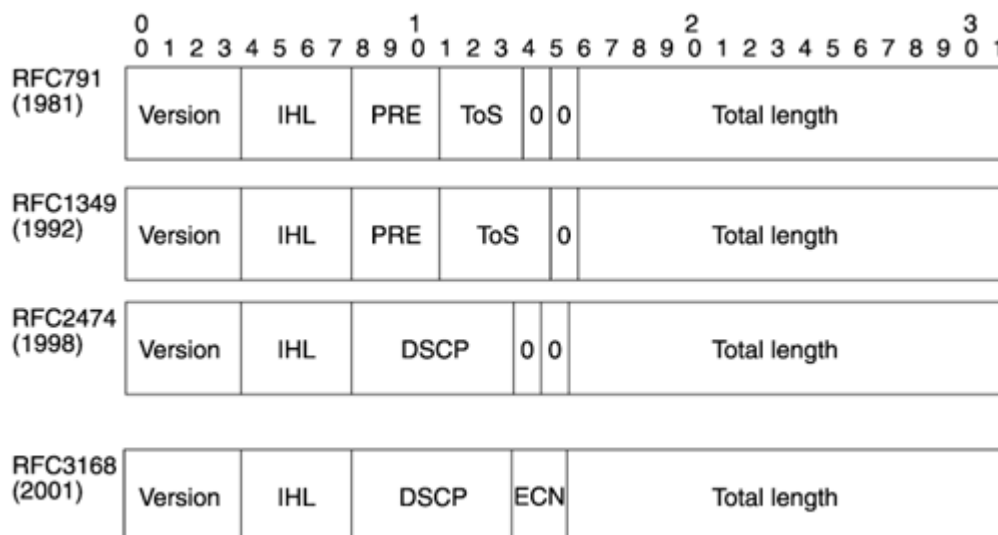 0 1 2 3
0 1 2 3 4 5 6 7 8 9 0 1 2 3 4 5 6 7 8 9 0 1 2 3 4 5 6 7 8 9 0 1
RFC791
(1981)
Version IHL PRE ToS 0 0 Total length
RFC1349
(1992)
Version IHL PRE ToS 0 Total length
RFC2474
(1998)
Version IHL DSCP 0 0 Total length
RFC3168
(2001)
Version IHL DSCP ECN Total length